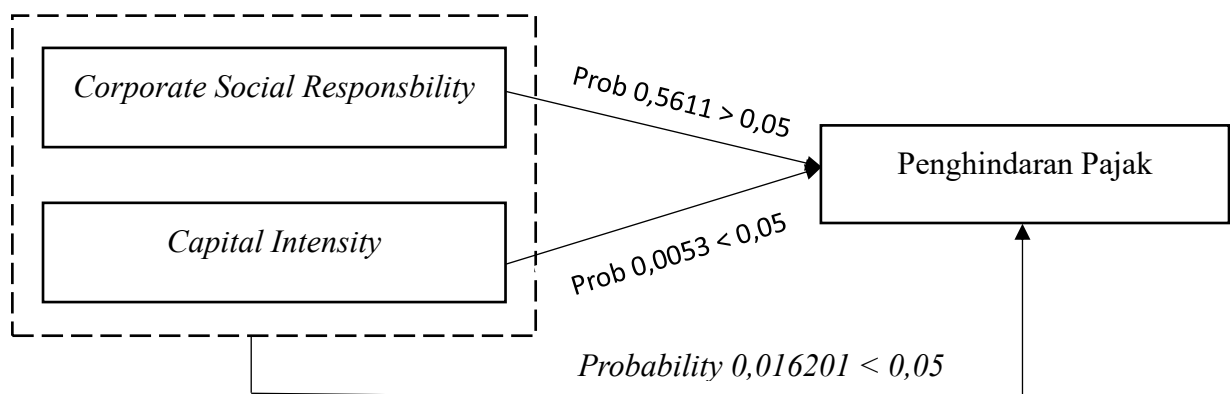 Corporate Social Responsbility
Prob 0,5611 > 0,05
Penghindaran Pajak
Capital Intensity
Prob 0,0053 < 0,05
Probability 0,016201 < 0,05